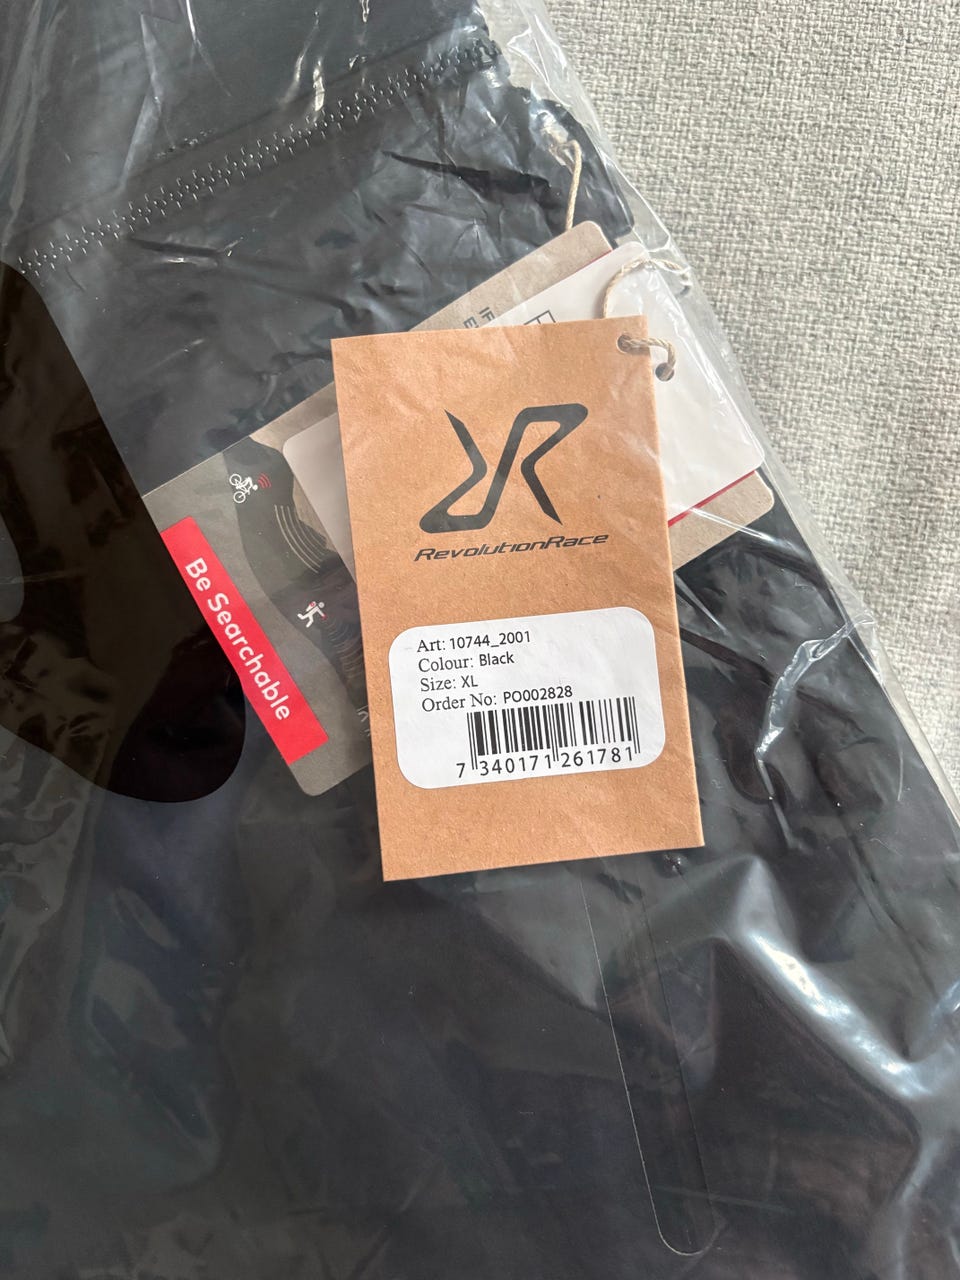 RevolutionRace
Art: 10744_2001
Colour: Black
Size: XL
Order No: PO002828
7 340171 261781
Be Searchable